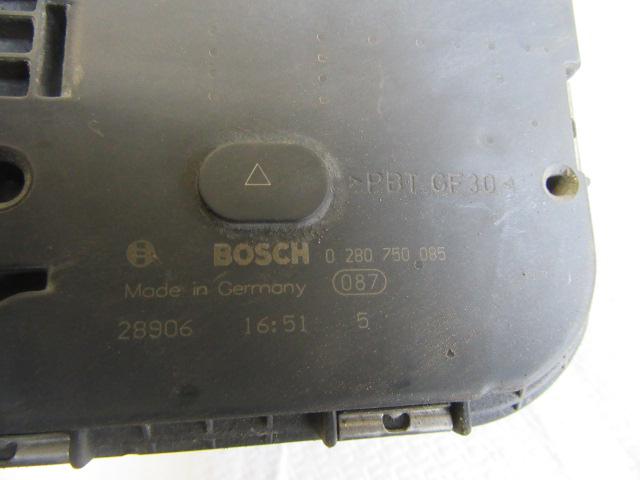 >PBT GF30<
BOSCH 0 280 750 085
Made in Germany 087
28906 16:51 5